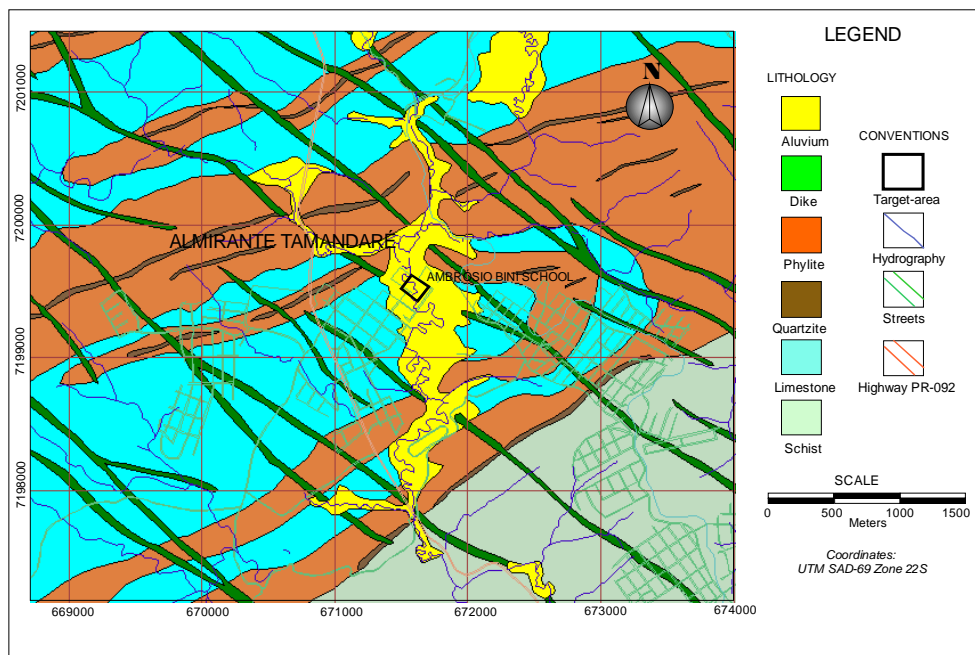 7201000
7200000
7199000
7198000
669000
670000
671000
672000
673000
674000
N
ALMIRANTE TAMANDARÉ
AMBRÓSIO BINI SCHOOL
LEGEND
LITHOLOGY
Aluvium
Dike
Phylite
Quartzite
Limestone
Schist
CONVENTIONS
Target-area
Hydrography
Streets
Highway PR-092
SCALE
0 500 1000 1500
Meters
Coordinates:
UTM SAD-69 Zone 22S